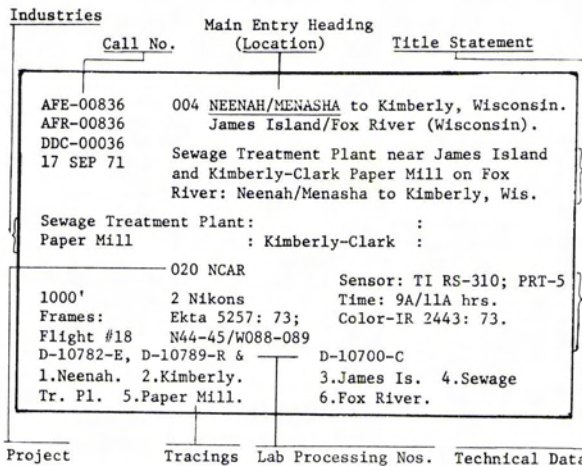 Industries
Main Entry Heading
Call No. (Location) Title Statement
AFE-00836 004 NEENAH/MENASHA to Kimberly, Wisconsin.
AFR-00836 James Island/Fox River (Wisconsin).
DDC-00036
17 SEP 71 Sewage Treatment Plant near James Island
and Kimberly-Clark Paper Mill on Fox
River: Neenah/Menasha to Kimberly, Wis.
Sewage Treatment Plant: :
Paper Mill : Kimberly-Clark :
020 NCAR
Sensor: TI RS-310; PRT-5
1000' 2 Nikons Time: 9A/11A hrs.
Frames: Ekta 5257: 73; Color-IR 2443: 73.
Flight #18 N44-45/W088-089
D-10782-E, D-10789-R & D-10700-C
1.Neenah. 2.Kimberly. 3.James Is. 4.Sewage
Tr. Pl. 5.Paper Mill. 6.Fox River.
Project Tracings Lab Processing Nos. Technical Data